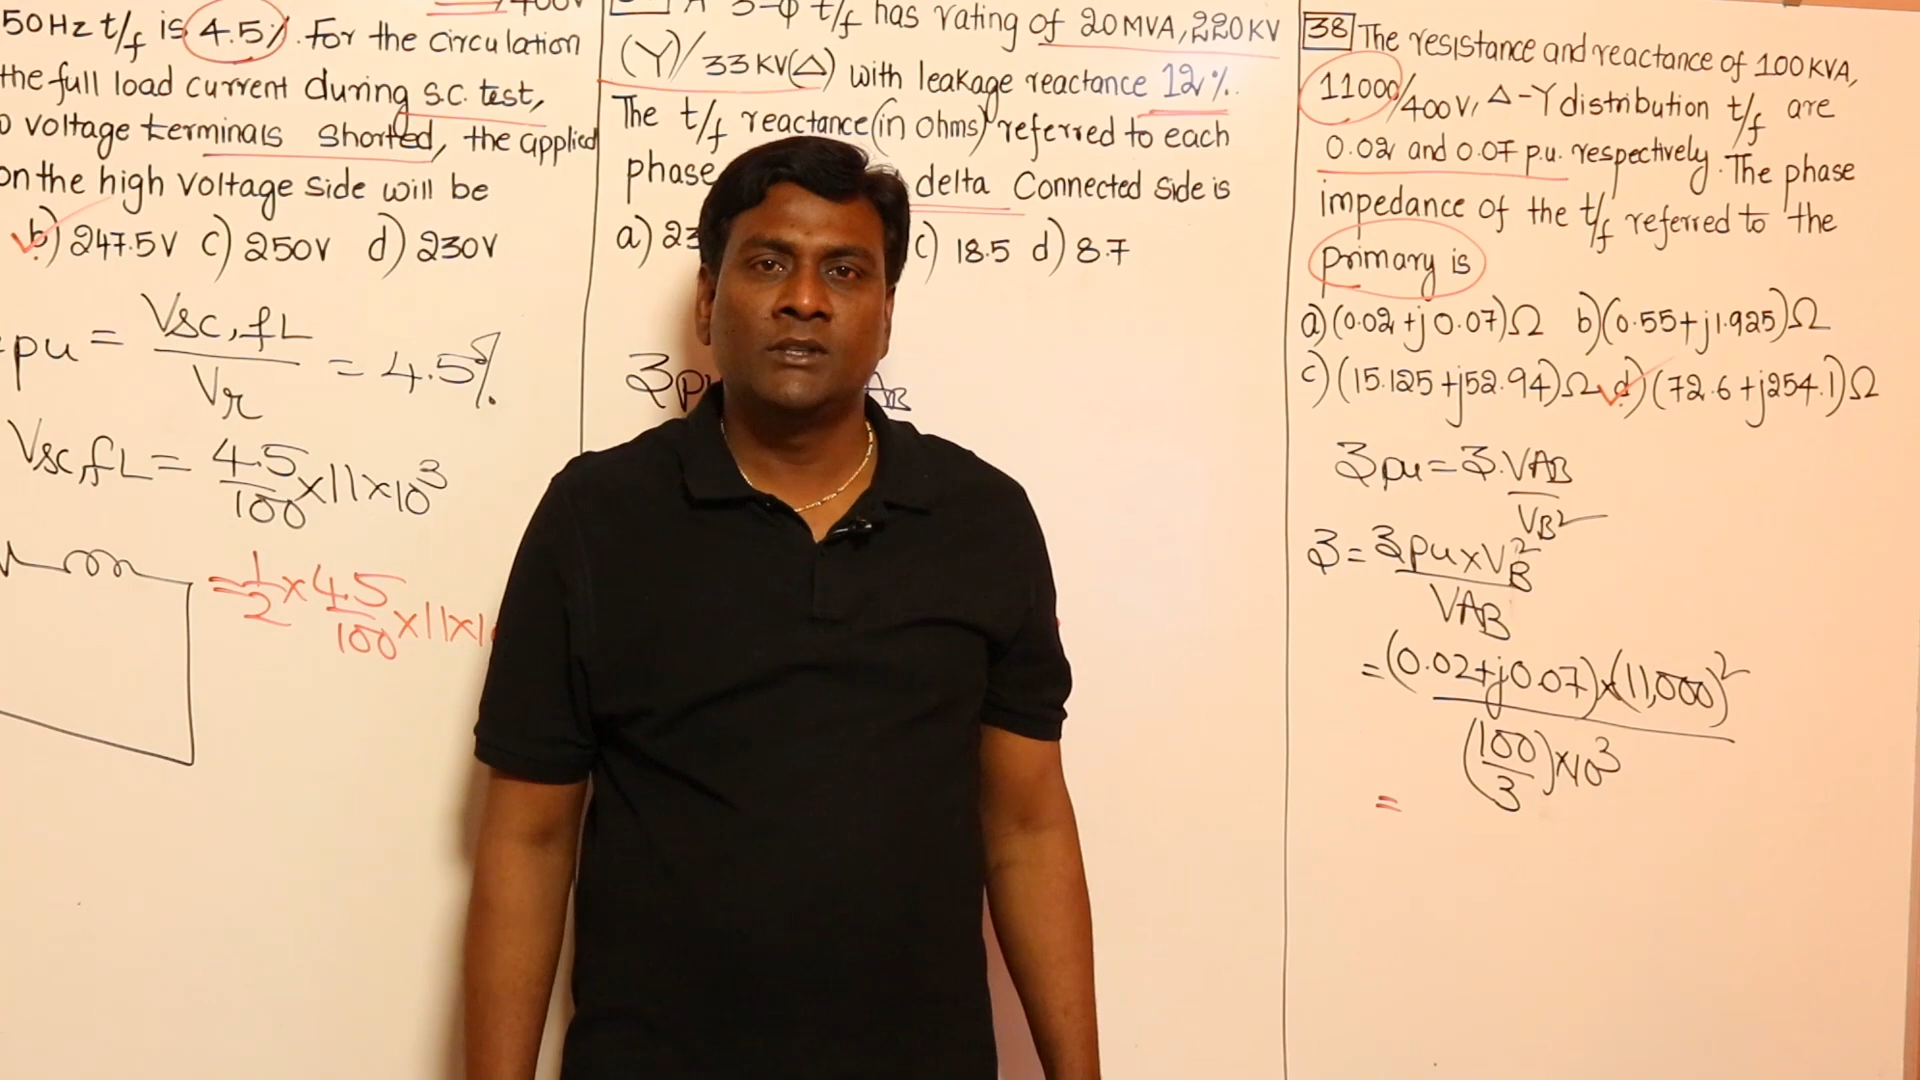 50Hz t/f is 4.5%. For the circulation
the full load current during s.c. test,
voltage terminals shorted, the applied
on the high voltage side will be
b) 247.5V c) 250V d) 230V
pu = Vsc,fL / Vr = 4.5%
Vsc,fL = 4.5/100 × 11 × 10³
= 1/2 × 4.5/100 × 11 ×
A 3-φ t/f has rating of 20MVA, 220KV
(Y)/33KV(Δ) with leakage reactance 12%.
The t/f reactance (in ohms) referred to each
phase delta Connected Side is
a) 23 c) 18.5 d) 8.7
38 The resistance and reactance of 100KVA,
11000/400V, Δ-Y distribution t/f are
0.02 and 0.07 p.u. respectively. The phase
impedance of the t/f referred to the
primary is
a) (0.02+j0.07)Ω b) (0.55+j1.925)Ω
c) (15.125+j52.94)Ω d) (72.6+j254.1)Ω
Zpu = Z.VAB / VB²
Z = Zpu × VB² / VAB
= (0.02+j0.07) × (11,000)² / (100/3) × 10³
=